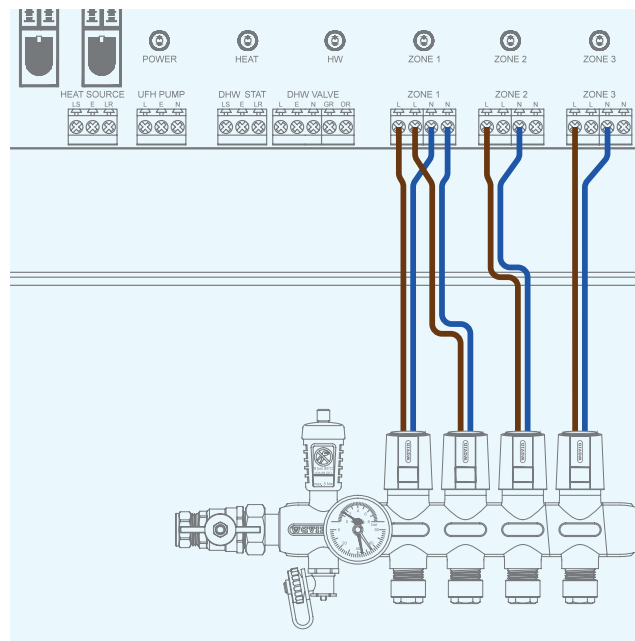 POWER HEAT HW ZONE 1 ZONE 2 ZONE 3
HEAT SOURCE UFH PUMP DHW STAT DHW VALVE ZONE 1 ZONE 2 ZONE 3
LS E LR L E N LS E LR L E N GR OR L L N N L L N N L L N N